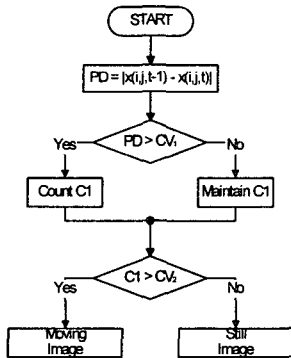 START
PD = |x(i,j,t-1) - x(i,j,t)|
PD > CV₁
Yes
No
Count C1
Maintain C1
C1 > CV₂
Yes
No
Moving
Image
Still
Image